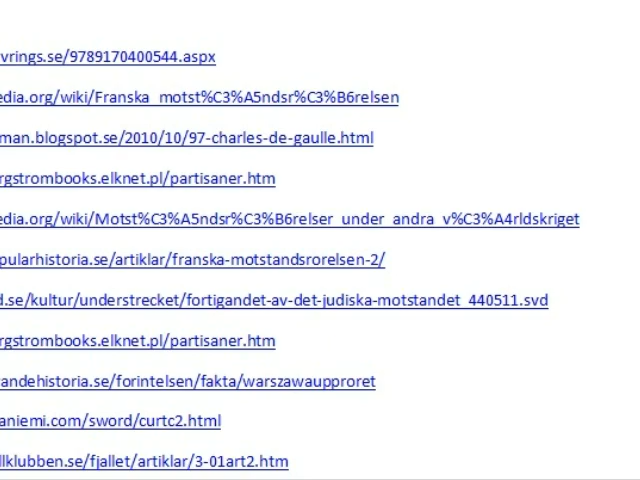 vrings.se/9789170400544.aspx
edia.org/wiki/Franska_motst%C3%A5ndsr%C3%B6relsen
man.blogspot.se/2010/10/97-charles-de-gaulle.html
rgstrombooks.elknet.pl/partisaner.htm
edia.org/wiki/Motst%C3%A5ndsr%C3%B6relser_under_andra_v%C3%A4rldskriget
pularhistoria.se/artiklar/franska-motstandsrorelsen-2/
d.se/kultur/understrecket/fortigandet-av-det-judiska-motstandet_440511.svd
rgstrombooks.elknet.pl/partisaner.htm
andehistoria.se/forintelsen/fakta/warszawaupproret
aniemi.com/sword/curtc2.html
llklubben.se/fjallet/artiklar/3-01art2.htm